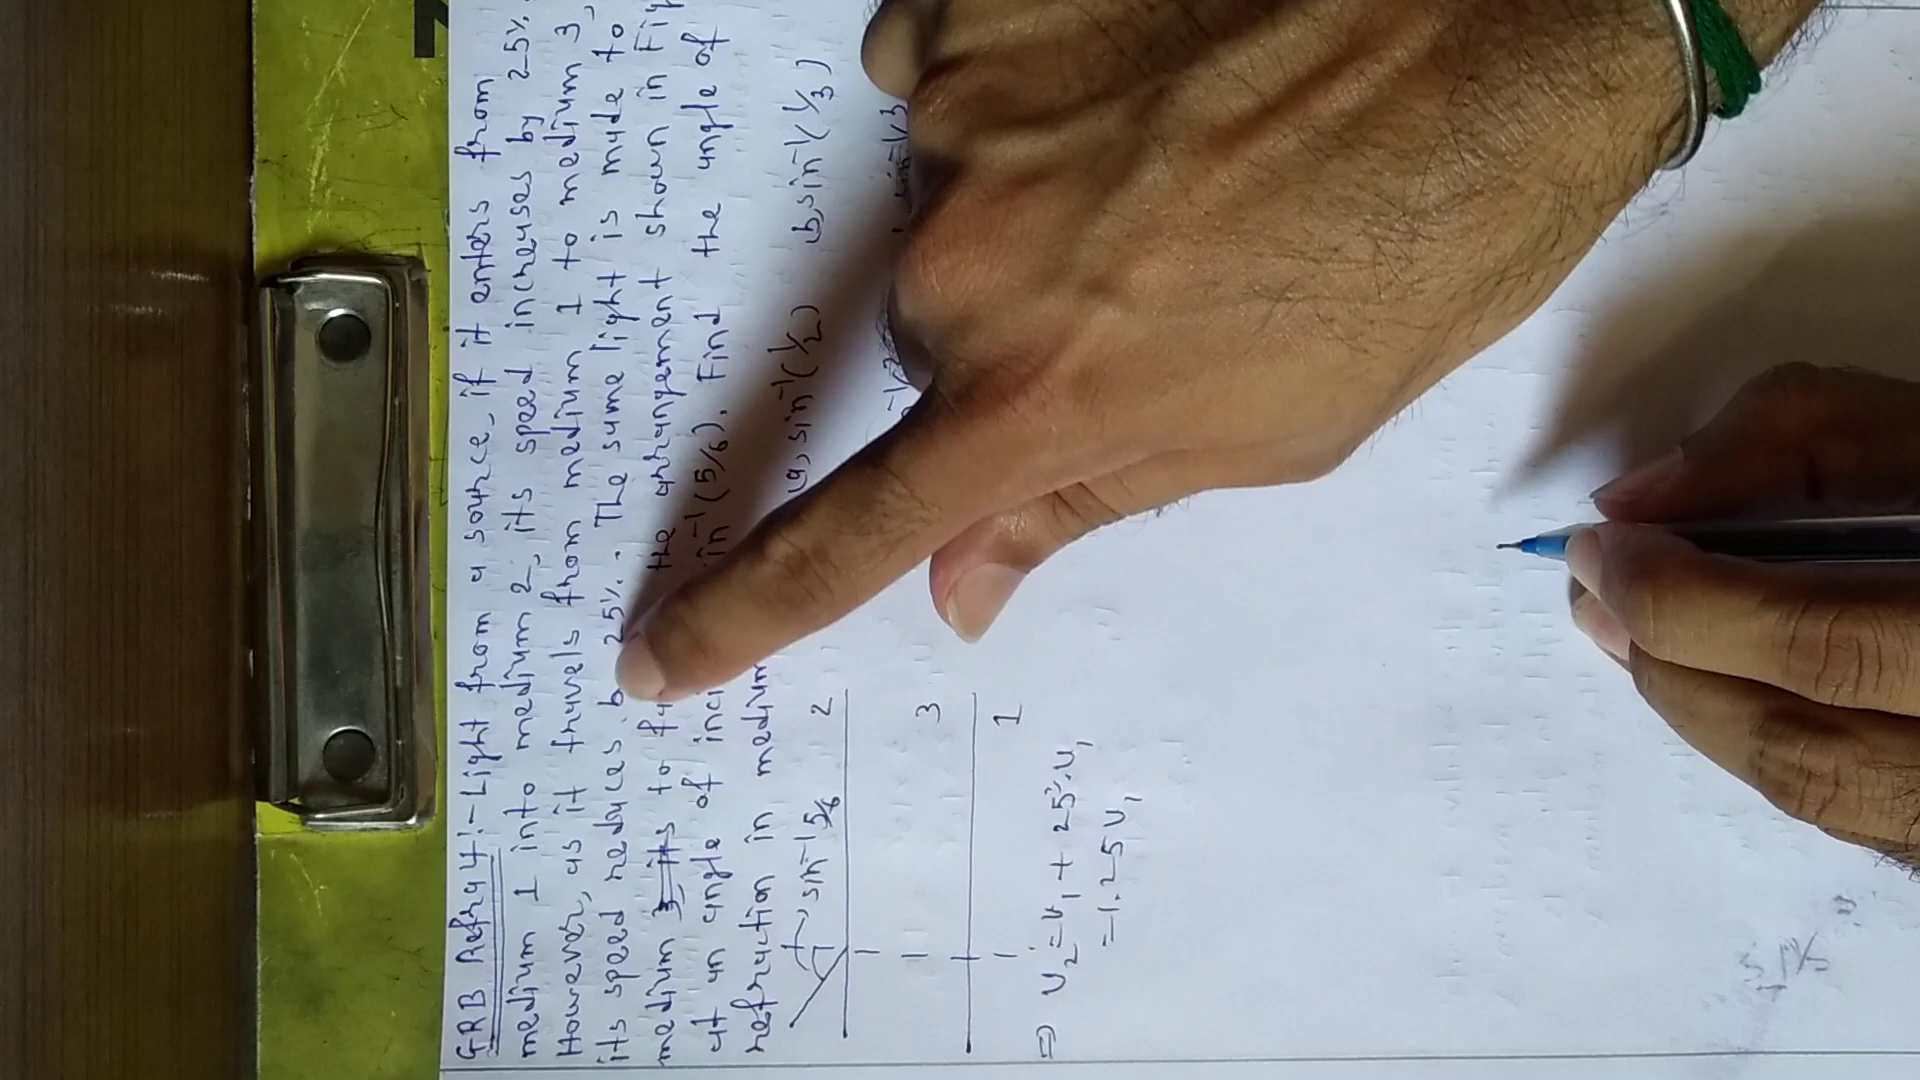 GRB Refra 4:- Light from a source, if it enters from
medium 1 into medium 2, its speed increases by 25%.
However, as it travels from medium 1 to medium 3,
its speed reduces 25%. The same light is made to
medium to the arrangement shown in Fig
at an angle of in⁻¹(5/6). Find the angle of
refraction in medium
(a, sin⁻¹(1/2) b, sin⁻¹(1/3)
sin⁻¹ 5/6 2
3
1
⇒ v₂ = v₁ + 25% v₁
= 1.25 v₁